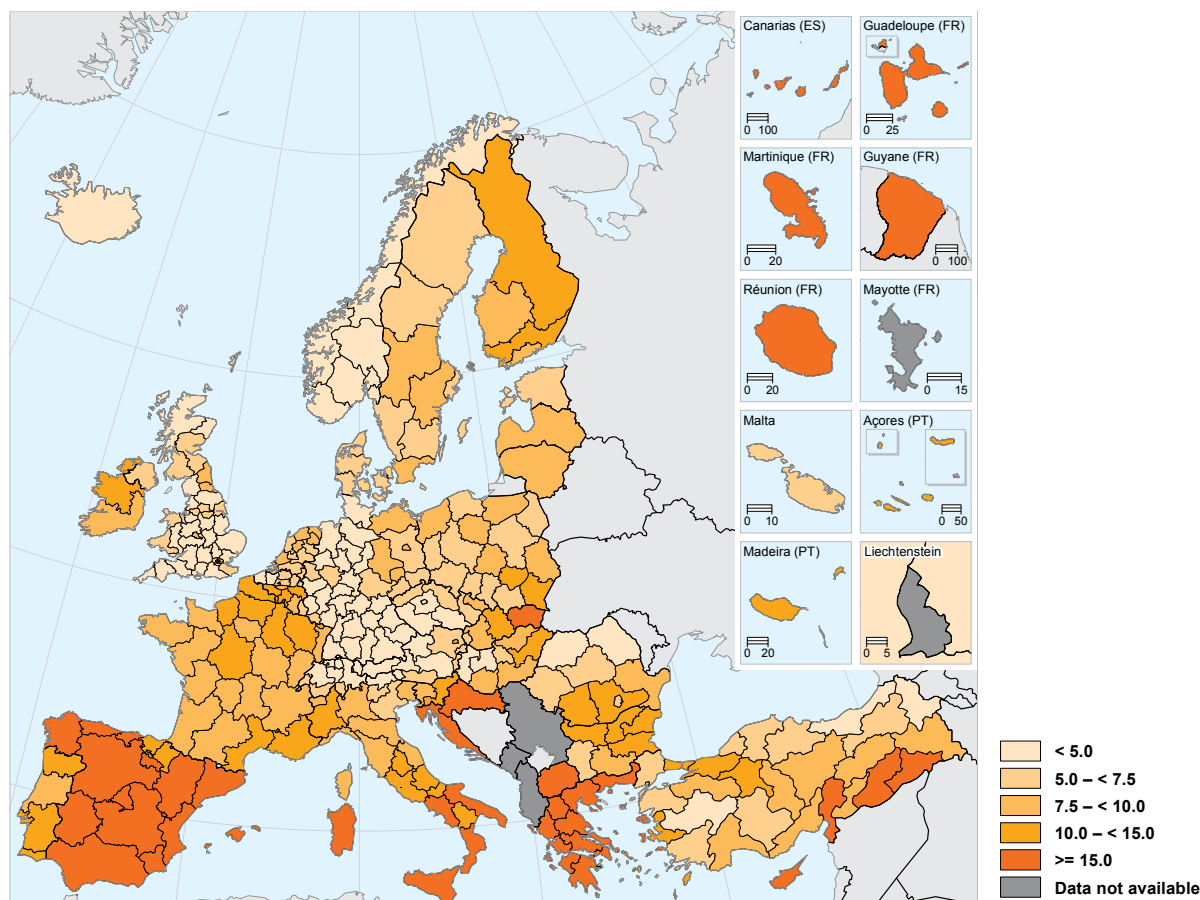 Canarias (ES)
0 100
Guadeloupe (FR)
0 25
Martinique (FR)
0 20
Guyane (FR)
0 100
Réunion (FR)
0 20
Mayotte (FR)
0 15
Malta
0 10
Açores (PT)
0 50
Madeira (PT)
0 20
Liechtenstein
0 5
< 5.0
5.0 – < 7.5
7.5 – < 10.0
10.0 – < 15.0
>= 15.0
Data not available